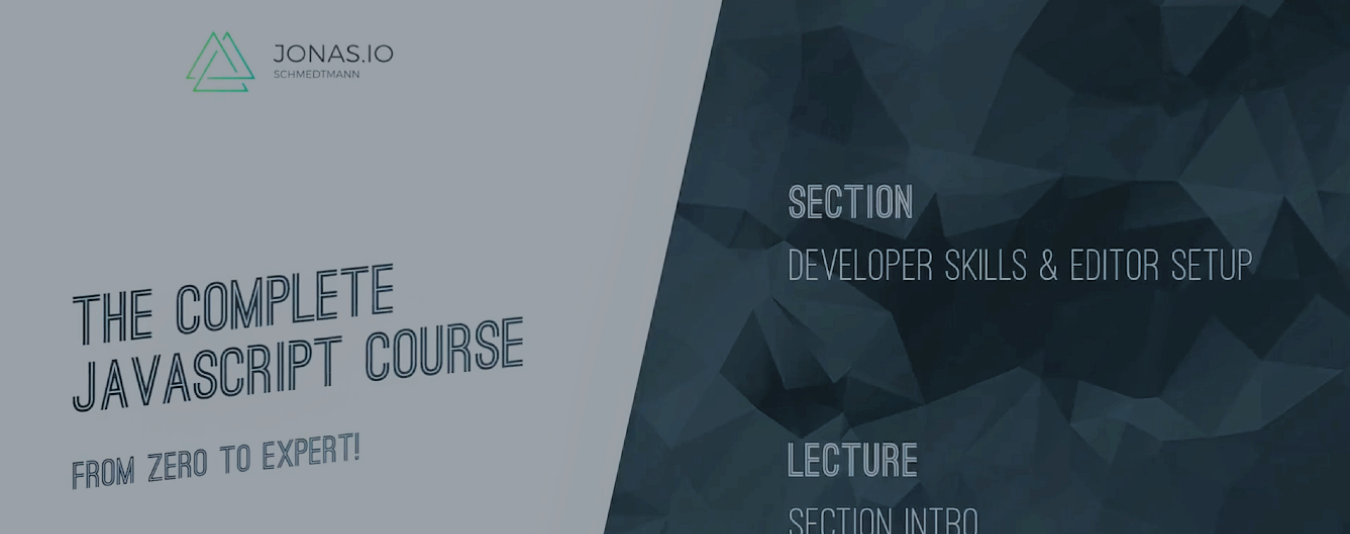 JONAS.IO
SCHMEDTMANN
THE COMPLETE
JAVASCRIPT COURSE
FROM ZERO TO EXPERT!
SECTION
DEVELOPER SKILLS & EDITOR SETUP
LECTURE
SECTION INTRO